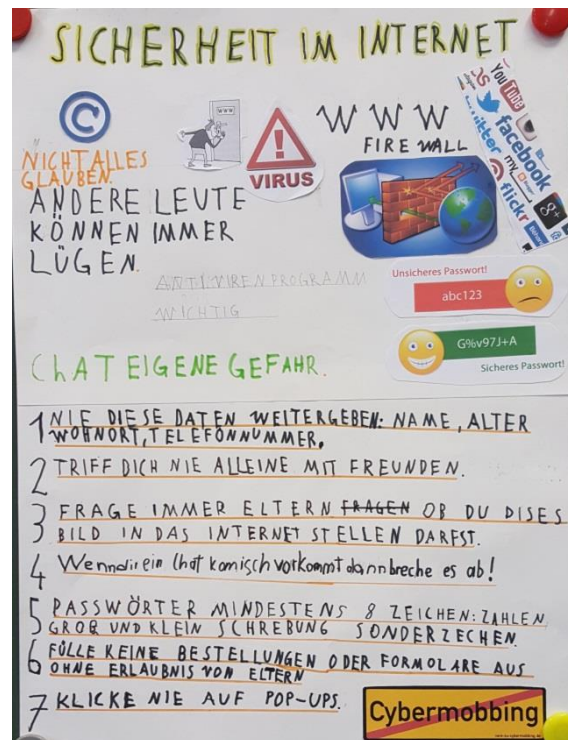 SICHERHEIT IM INTERNET
©
WWW
VIRUS
W W W
FIRE WALL
You Tube
twitter
facebook
my
flickr
g+
NICHT ALLES
GLAUBEN.
ANDERE LEUTE
KÖNNEN IMMER
LÜGEN.
ANTIVIRENPROGRAMM
WICHTIG
Unsicheres Passwort!
abc123
G%v97J+A
Sicheres Passwort!
ChAT EIGENE GEFAHR.
1 NIE DIESE DATEN WEITERGEBEN: NAME, ALTER
WOHNORT, TELEFONNUMMER.
2 TRIFF DICH NIE ALLEINE MIT FREUNDEN.
3 FRAGE IMMER ELTERN FRAGEN OB DU DISES
BILD IN DAS INTERNET STELLEN DARFST.
4 Wenn dir ein Chat komisch vorkommt dann breche es ab!
5 PASSWÖRTER MINDESTENS 8 ZEICHEN: ZAHLEN,
GROß UND KLEIN SCHREBUNG SONDERZECHEN.
6 FÜLLE KEINE BESTELLUNGEN ODER FORMOLARE AUS
OHNE ERLAUBNIS VON ELTERN
7 KLICKE NIE AUF POP-UPS.
Cybermobbing